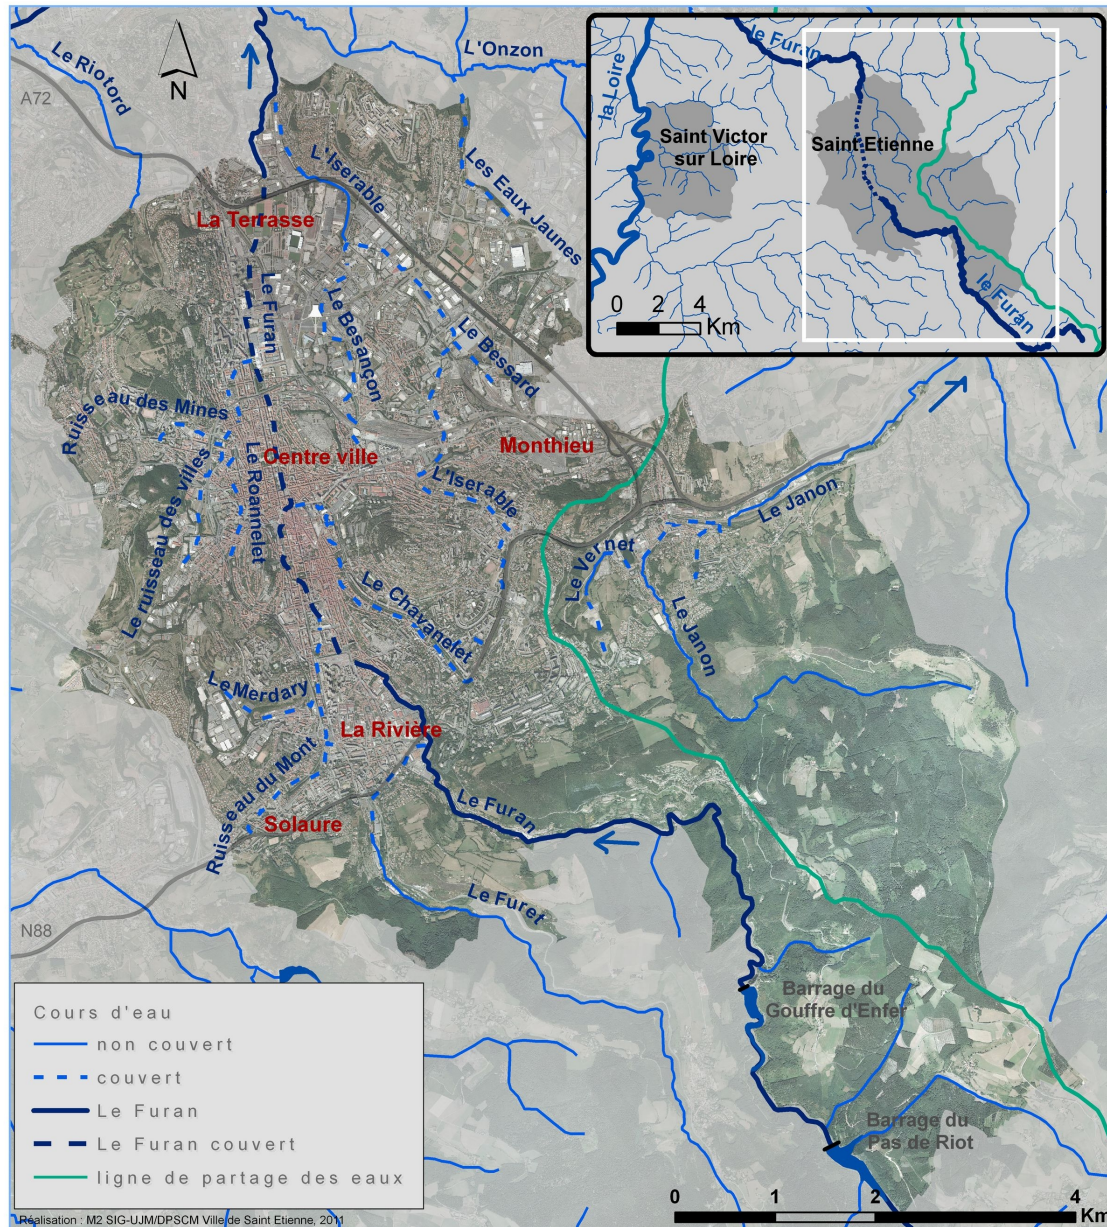 L'Onzon
Le Riotord
N
A72
le Furan
la Loire
Saint Victor
sur Loire
Saint Etienne
le Furan
0 2 4
Km
L'Iserable
Les Eaux Jaunes
La Terrasse
Le Furan
Le Besançon
Le Bessard
Ruisseau des Mines
Centre ville
Monthieu
Le Roannelet
L'Iserable
Le ruisseau des villes
Le Janon
Le Vernet
Le Chavanelet
Le Janon
Le Merdary
La Rivière
Ruisseau du Mont
Le Furan
Solaure
Le Furet
N88
Barrage du
Gouffre d'Enfer
Barrage du
Pas de Riot
Cours d'eau
non couvert
couvert
Le Furan
Le Furan couvert
ligne de partage des eaux
0 1 2 4
Km
Réalisation : M2 SIG-UJM/DPSCM Ville de Saint Etienne, 2011